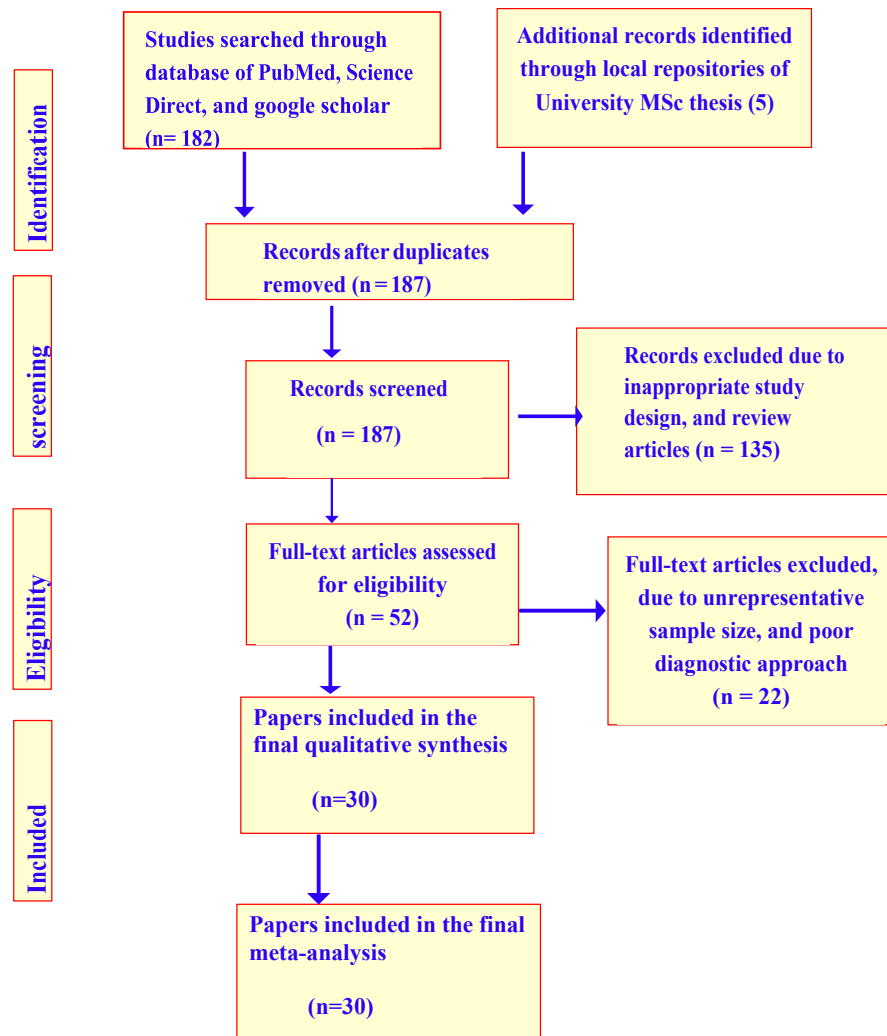 Identification
Studies searched through
database of PubMed, Science
Direct, and google scholar
(n= 182)
Additional records identified
through local repositories of
University MSc thesis (5)
Records after duplicates
removed (n = 187)
screening
Records screened
(n = 187)
Records excluded due to
inappropriate study
design, and review
articles (n = 135)
Eligibility
Full-text articles assessed
for eligibility
(n = 52)
Full-text articles excluded,
due to unrepresentative
sample size, and poor
diagnostic approach
(n = 22)
Included
Papers included in the
final qualitative synthesis
(n=30)
Papers included in the final
meta-analysis
(n=30)